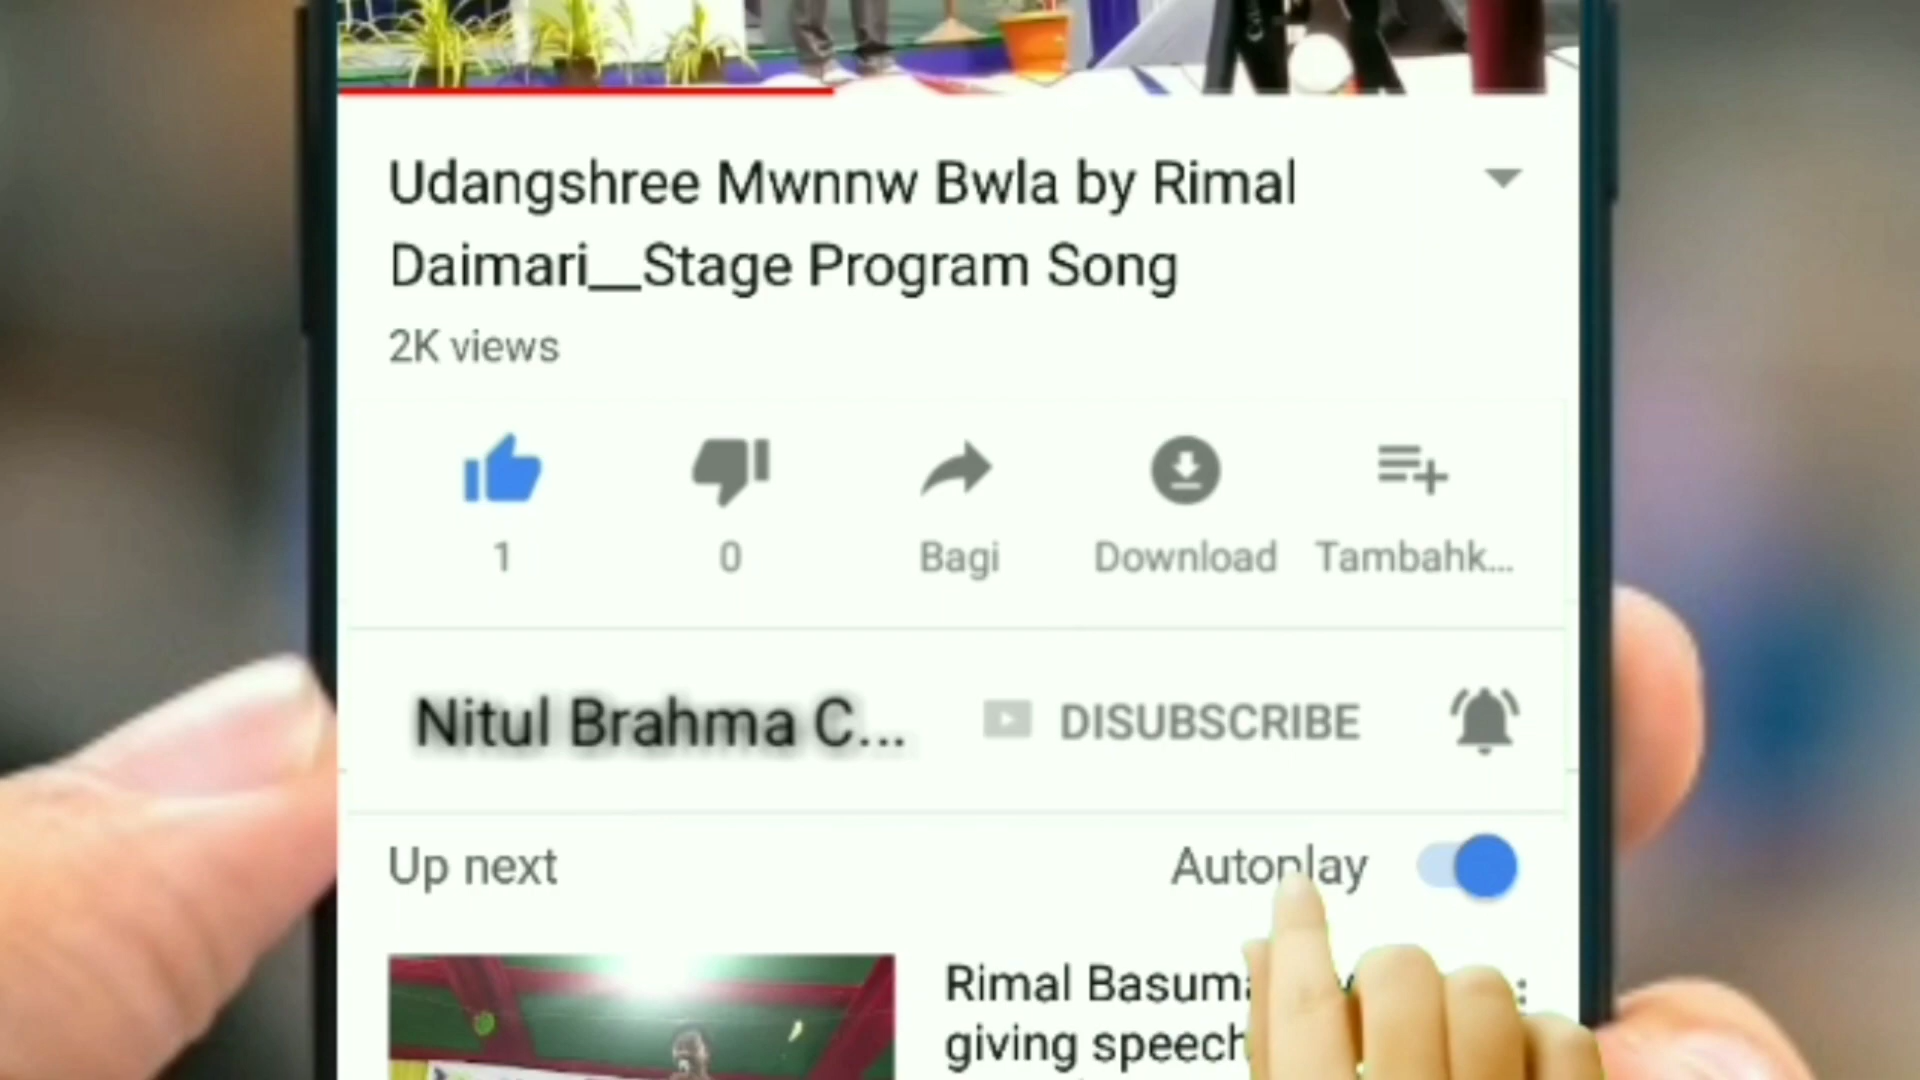 Udangshree Mwnnw Bwla by Rimal
Daimari__Stage Program Song
2K views
1
0
Bagi
Download
Tambahk...
Nitul Brahma C...
DISUBSCRIBE
Up next
Autoplay
Rimal
giving speech